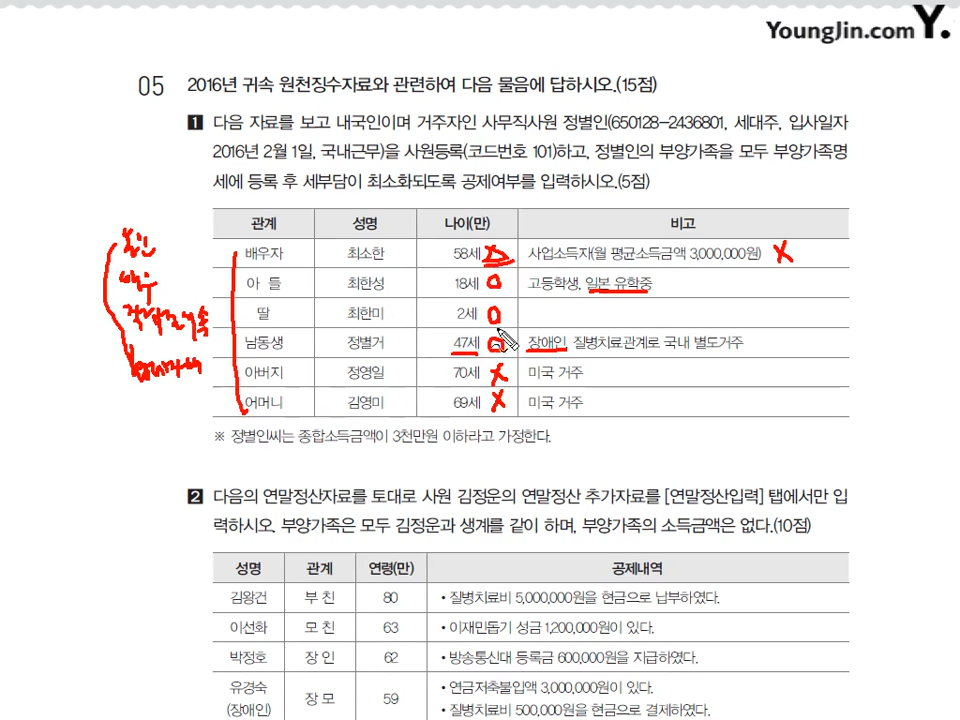 YoungJin.com Y.
05 2016년 귀속 원천징수자료와 관련하여 다음 물음에 답하시오.(15점)
1 다음 자료를 보고 내국인이며 거주자인 사무직사원 정별인(650128-2436801, 세대주, 입사일자
2016년 2월 1일, 국내근무)을 사원등록(코드번호 101)하고, 정별인의 부양가족을 모두 부양가족명
세에 등록 후 세부담이 최소화되도록 공제여부를 입력하시오.(5점)
관계 성명 나이(만) 비고
배우자 최소한 58세 사업소득자(월 평균소득금액 3,000,000원) X
아 들 최한성 18세 고등학생, 일본 유학중
딸 최한미 2세
남동생 정별거 47세 장애인 질병치료관계로 국내 별도거주
아버지 정영일 70세 X 미국 거주
어머니 김영미 69세 X 미국 거주
※ 정별인씨는 종합소득금액이 3천만원 이하라고 가정한다.
2 다음의 연말정산자료를 토대로 사원 김정운의 연말정산 추가자료를 [연말정산입력] 탭에서만 입
력하시오. 부양가족은 모두 김정운과 생계를 같이 하며, 부양가족의 소득금액은 없다.(10점)
성명 관계 연령(만) 공제내역
김왕건 부 친 80 • 질병치료비 5,000,000원을 현금으로 납부하였다.
이선화 모 친 63 • 이재민돕기 성금 1,200,000원이 있다.
박정호 장 인 62 • 방송통신대 등록금 600,000원을 지급하였다.
유경숙 장 모 59 • 연금저축불입액 3,000,000원이 있다.
(장애인) • 질병치료비 500,000원은 현금으로 결제하였다.